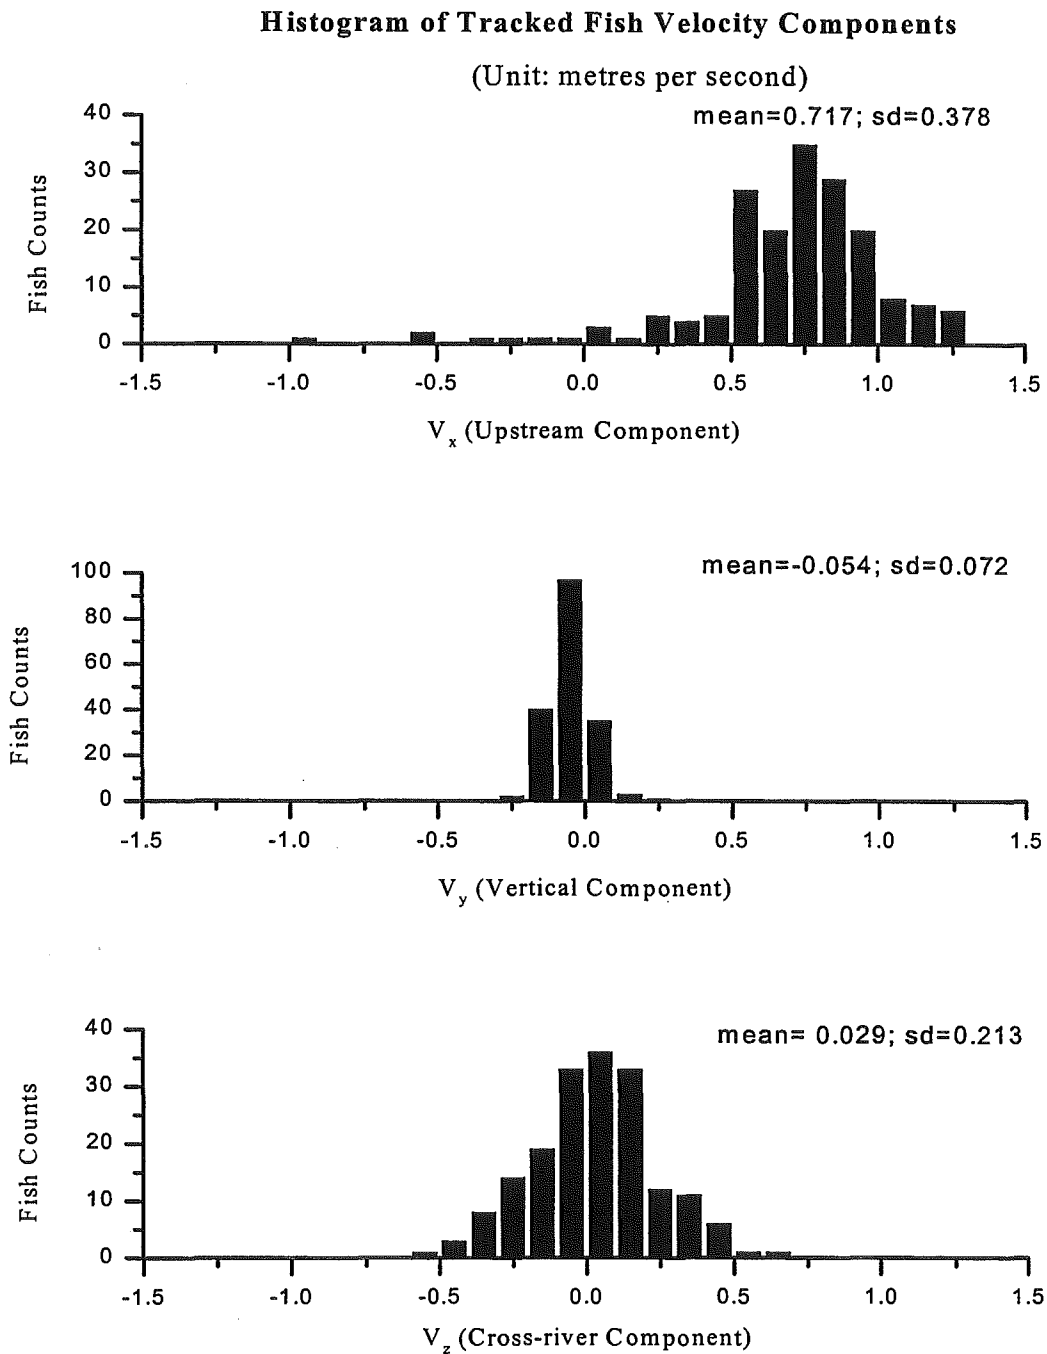 Histogram of Tracked Fish Velocity Components
(Unit: metres per second)
mean=0.717; sd=0.378
40
30
20
10
0
Fish Counts
-1.5 -1.0 -0.5 0.0 0.5 1.0 1.5
Vx (Upstream Component)
mean=-0.054; sd=0.072
100
80
60
40
20
0
Fish Counts
-1.5 -1.0 -0.5 0.0 0.5 1.0 1.5
Vy (Vertical Component)
mean= 0.029; sd=0.213
40
30
20
10
0
Fish Counts
-1.5 -1.0 -0.5 0.0 0.5 1.0 1.5
Vz (Cross-river Component)